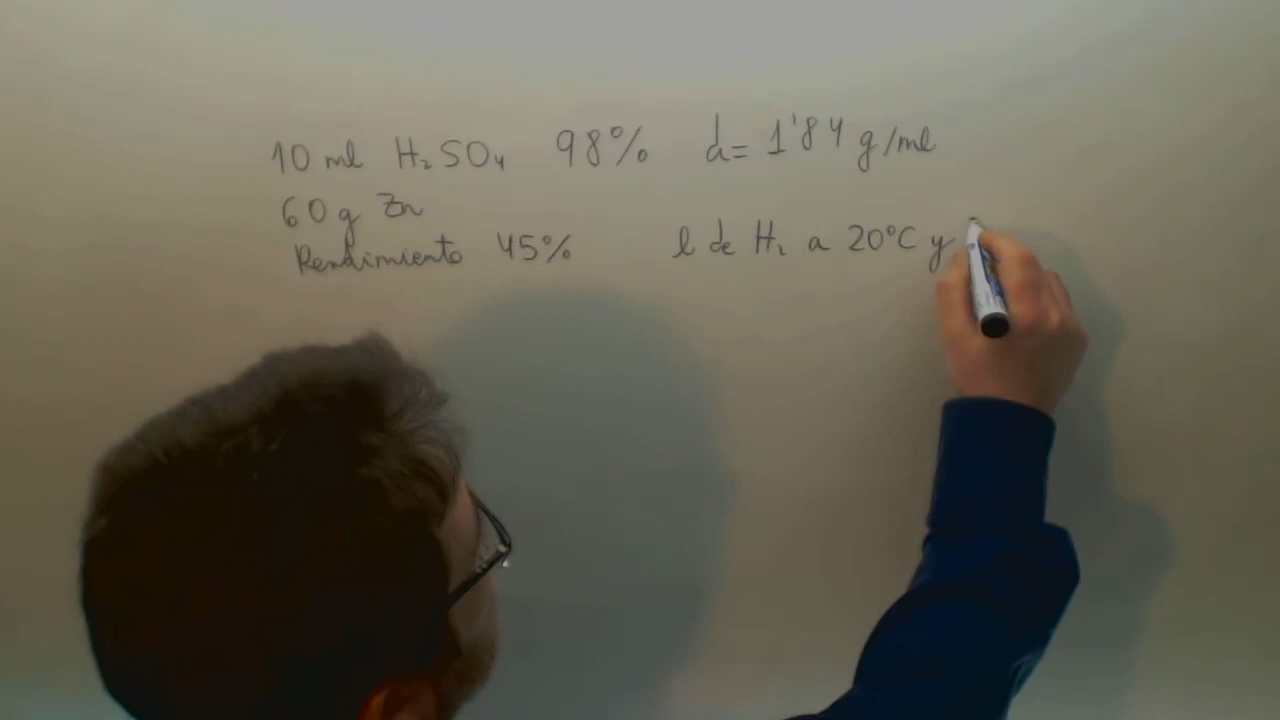 10 ml H₂SO₄ 98% d= 1'84 g/ml
60 g Zn
Rendimiento 45% l de H₂ a 20°C y